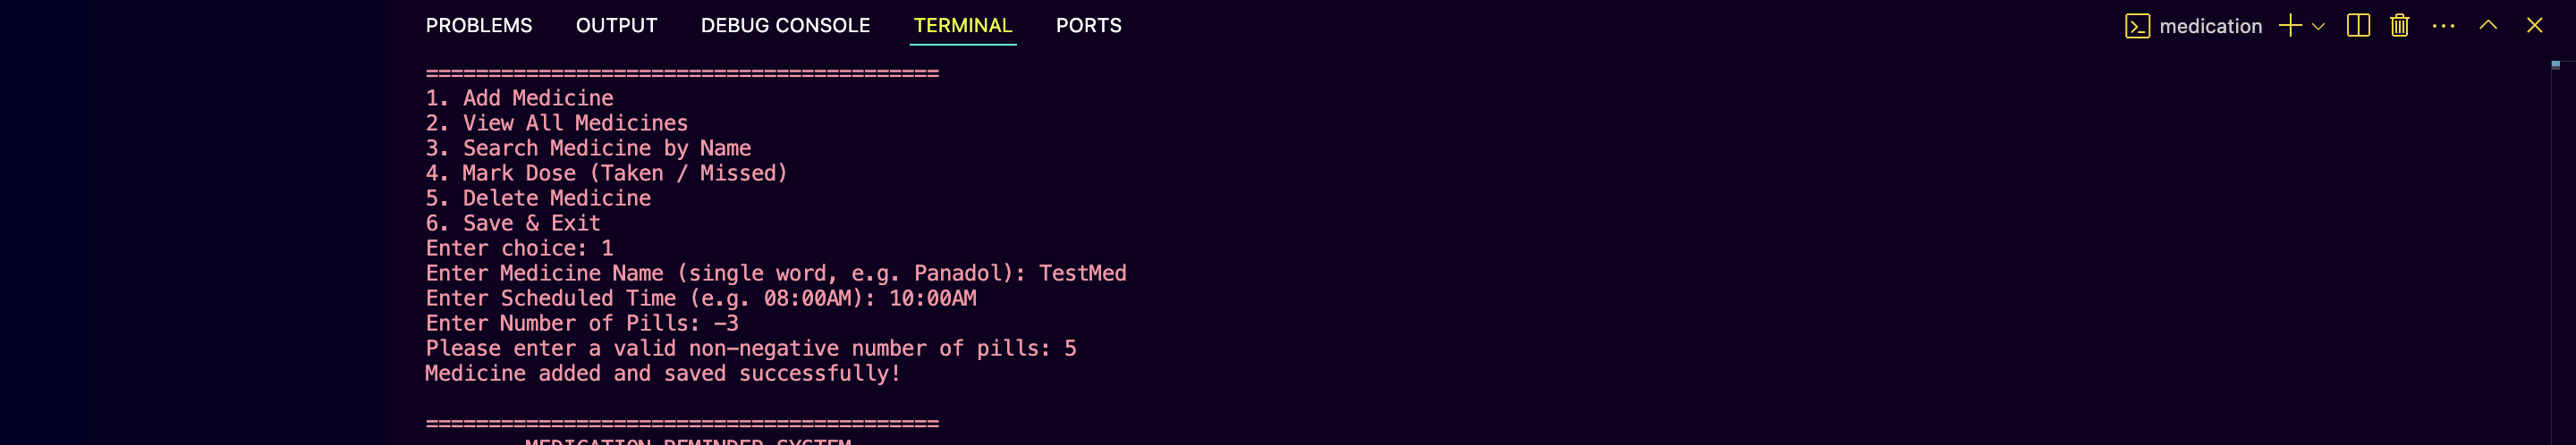 PROBLEMS OUTPUT DEBUG CONSOLE TERMINAL PORTS medication
=========================================
1. Add Medicine
2. View All Medicines
3. Search Medicine by Name
4. Mark Dose (Taken / Missed)
5. Delete Medicine
6. Save & Exit
Enter choice: 1
Enter Medicine Name (single word, e.g. Panadol): TestMed
Enter Scheduled Time (e.g. 08:00AM): 10:00AM
Enter Number of Pills: -3
Please enter a valid non-negative number of pills: 5
Medicine added and saved successfully!
=========================================
MEDICATION REMINDER SYSTEM